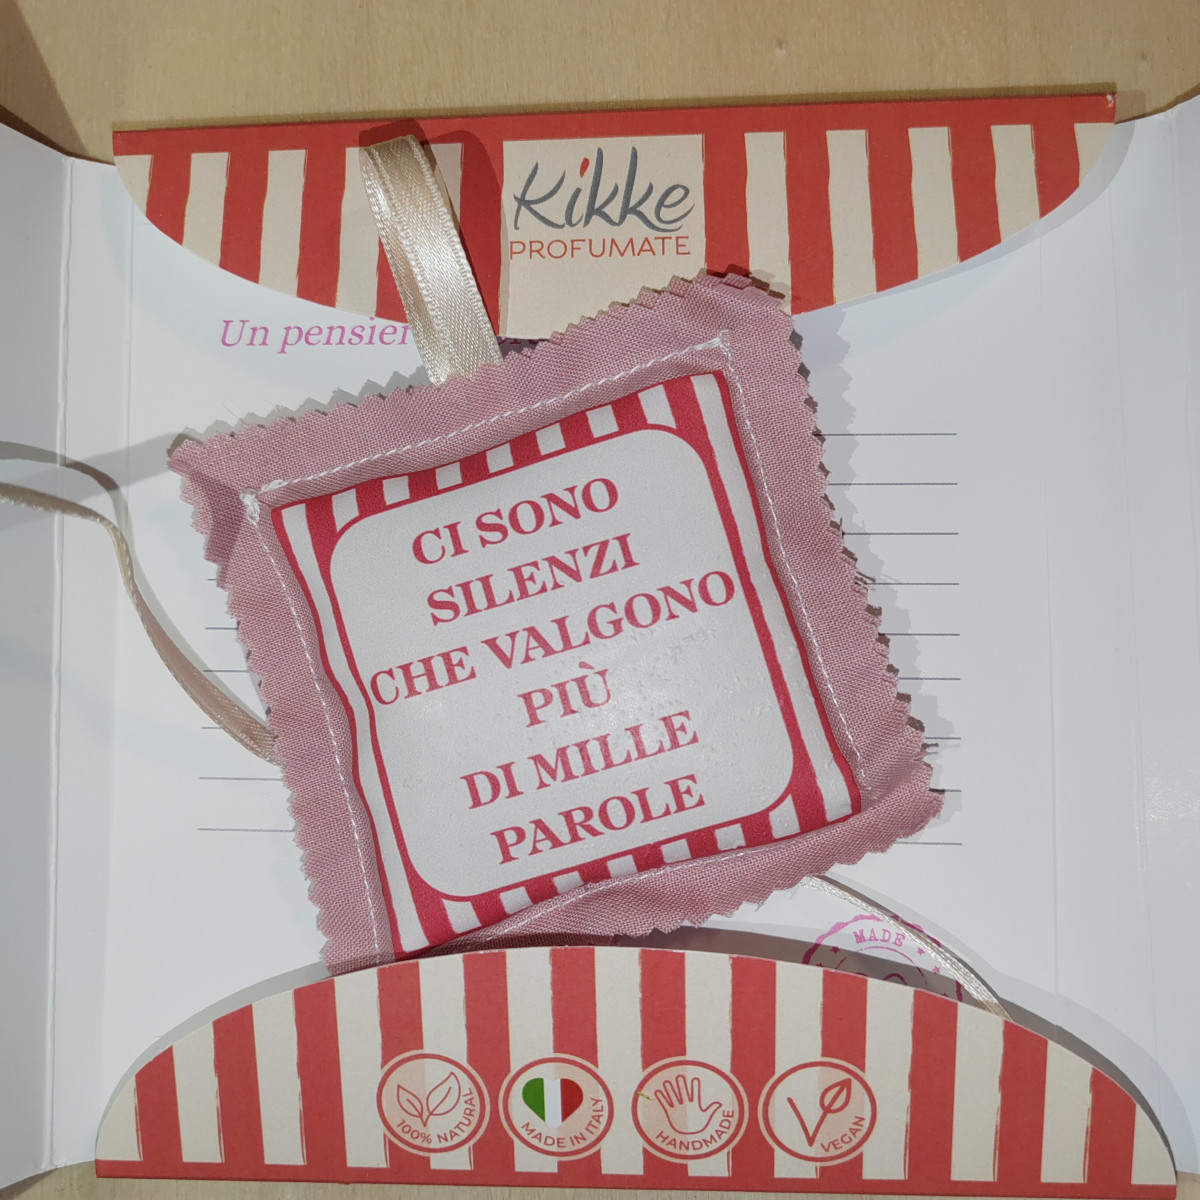 Kikke
PROFUMATE
Un pensier
CI SONO
SILENZI
CHE VALGONO
PIÙ
DI MILLE
PAROLE
MADE
100% NATURAL
MADE IN ITALY
HANDMADE
VEGAN